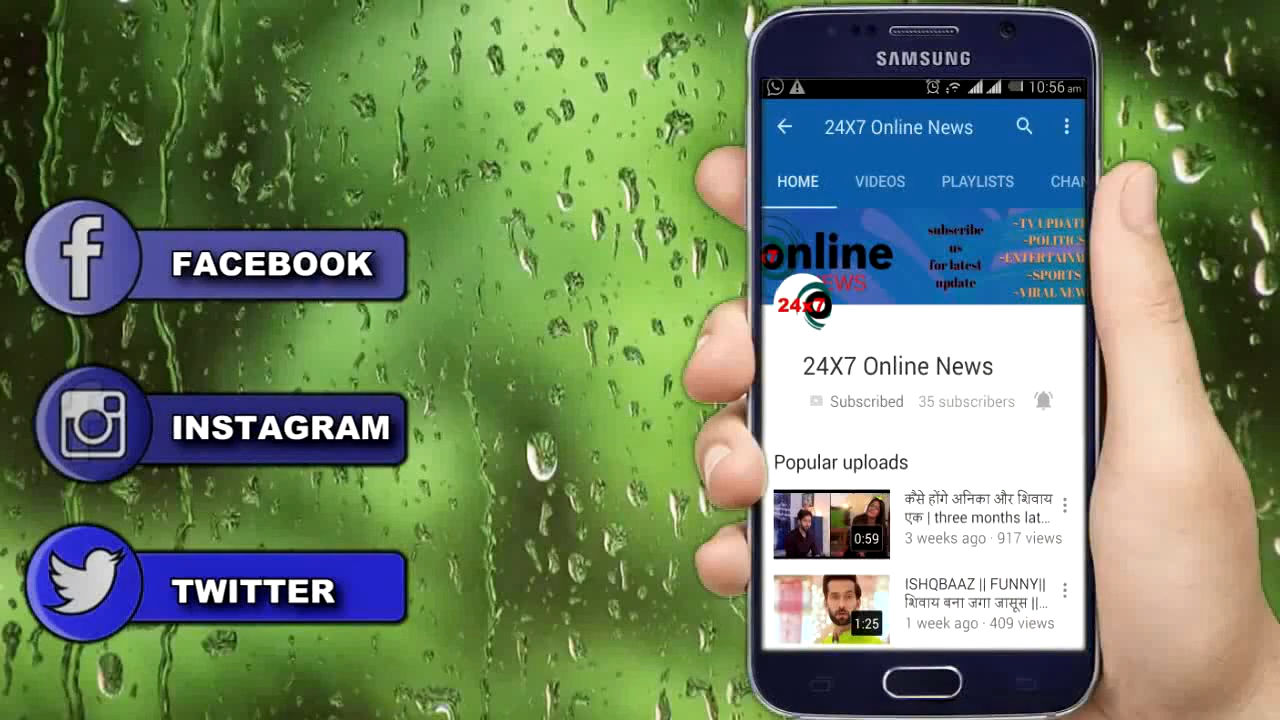 FACEBOOK
INSTAGRAM
TWITTER
SAMSUNG
10:56 am
24X7 Online News
HOME VIDEOS PLAYLISTS CHAN
online
NEWS
24x7
subscribe
us
for latest
update
~TV UPDATE
~POLITICS
~ENTERTAINM
~SPORTS
~VIRAL NEW
24X7 Online News
Subscribed 35 subscribers
Popular uploads
कैसे होंगे अनिका और शिवाय
एक | three months lat...
3 weeks ago · 917 views
0:59
ISHQBAAZ || FUNNY||
शिवाय बना जगा जासूस ||...
1 week ago · 409 views
1:25